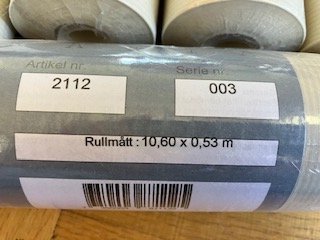 Artikel nr. Serie nr.
2112 003
Rullmått : 10,60 x 0,53 m